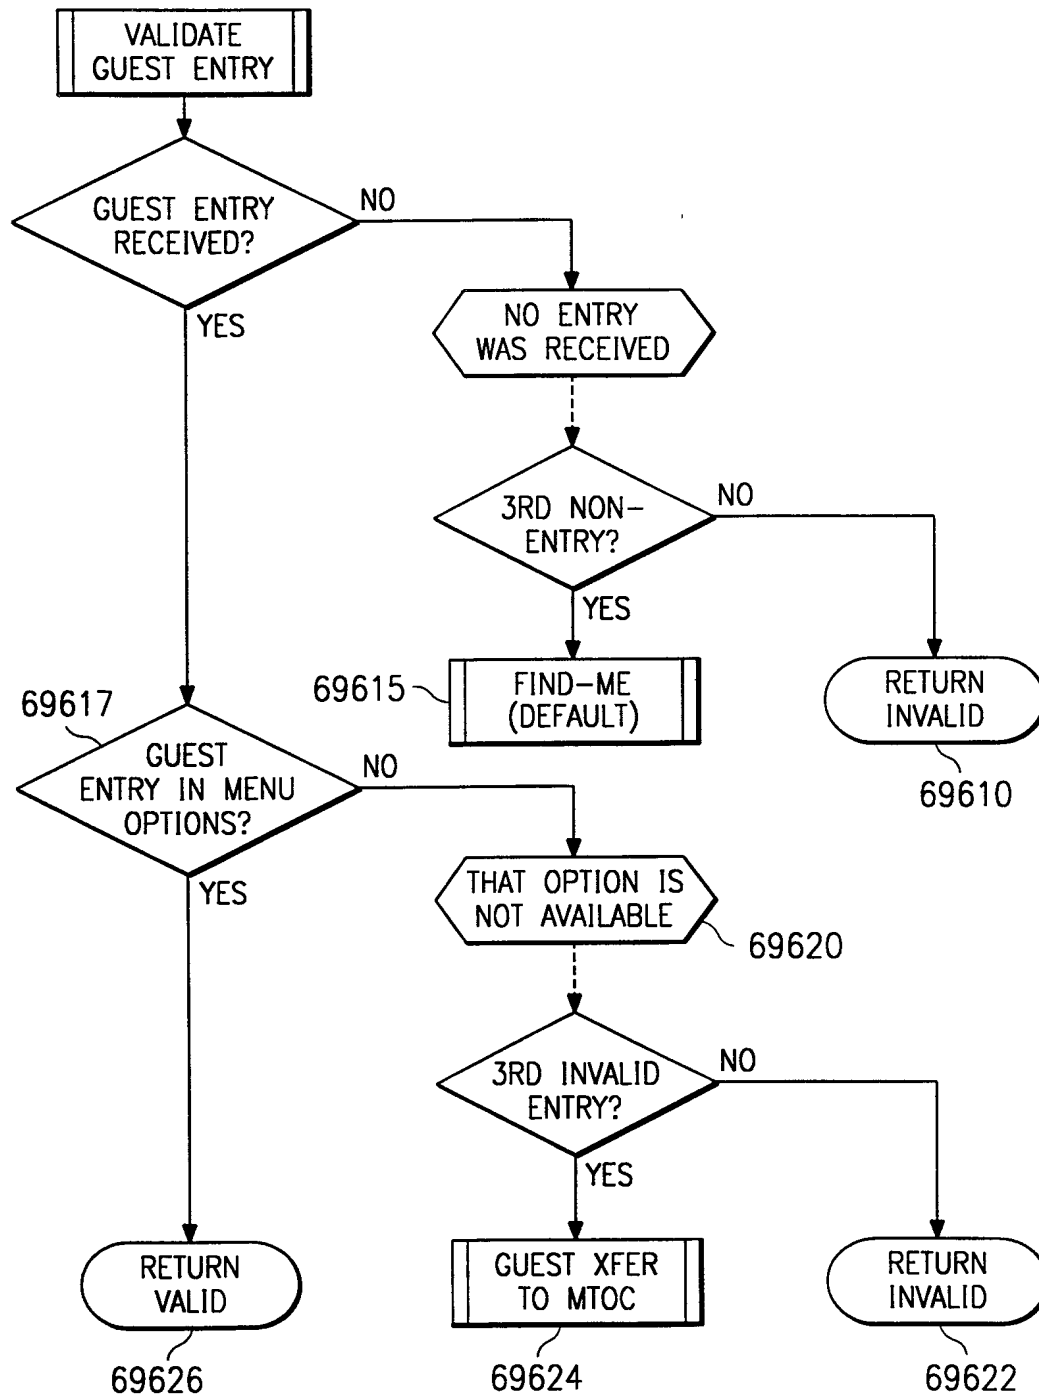 VALIDATE
GUEST ENTRY
GUEST ENTRY
RECEIVED?
NO
YES
NO ENTRY
WAS RECEIVED
3RD NON-
ENTRY?
NO
YES
69615
FIND-ME
(DEFAULT)
RETURN
INVALID
69610
69617
GUEST
ENTRY IN MENU
OPTIONS?
NO
YES
THAT OPTION IS
NOT AVAILABLE
69620
3RD INVALID
ENTRY?
NO
YES
RETURN
VALID
69626
GUEST XFER
TO MTOC
69624
RETURN
INVALID
69622